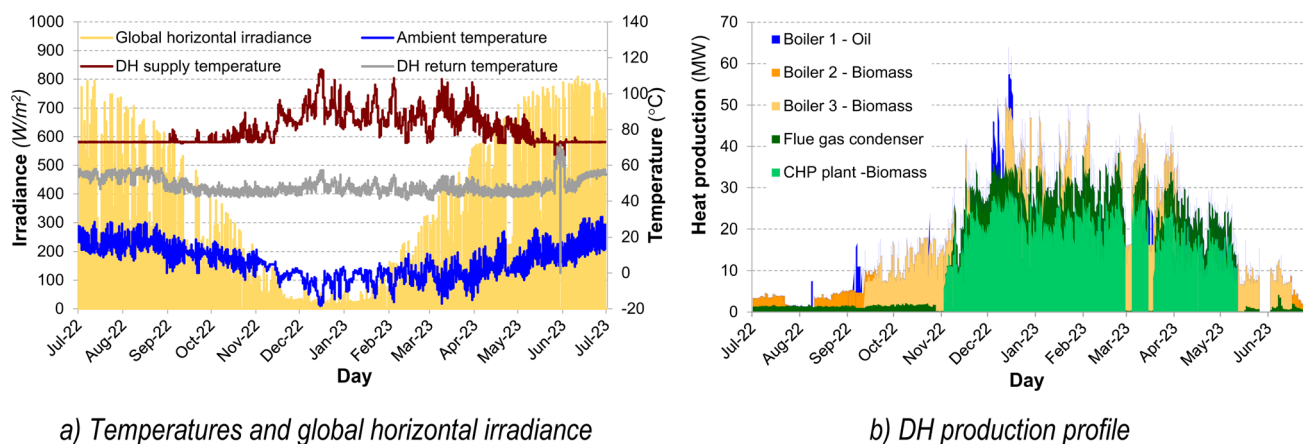 Global horizontal irradiance
Ambient temperature
DH supply temperature
DH return temperature
1000
900
800
700
600
500
400
300
200
100
0
Irradiance (W/m²)
140
120
100
80
60
40
20
0
-20
Temperature (°C)
Jul-22
Aug-22
Sep-22
Oct-22
Nov-22
Dec-22
Jan-23
Feb-23
Mar-23
Apr-23
May-23
Jun-23
Jul-23
Day
a) Temperatures and global horizontal irradiance
Heat production (MW)
70
60
50
40
30
20
10
0
Boiler 1 - Oil
Boiler 2 - Biomass
Boiler 3 - Biomass
Flue gas condenser
CHP plant -Biomass
Jul-22
Aug-22
Sep-22
Oct-22
Nov-22
Dec-22
Jan-23
Feb-23
Mar-23
Apr-23
May-23
Jun-23
Day
b) DH production profile